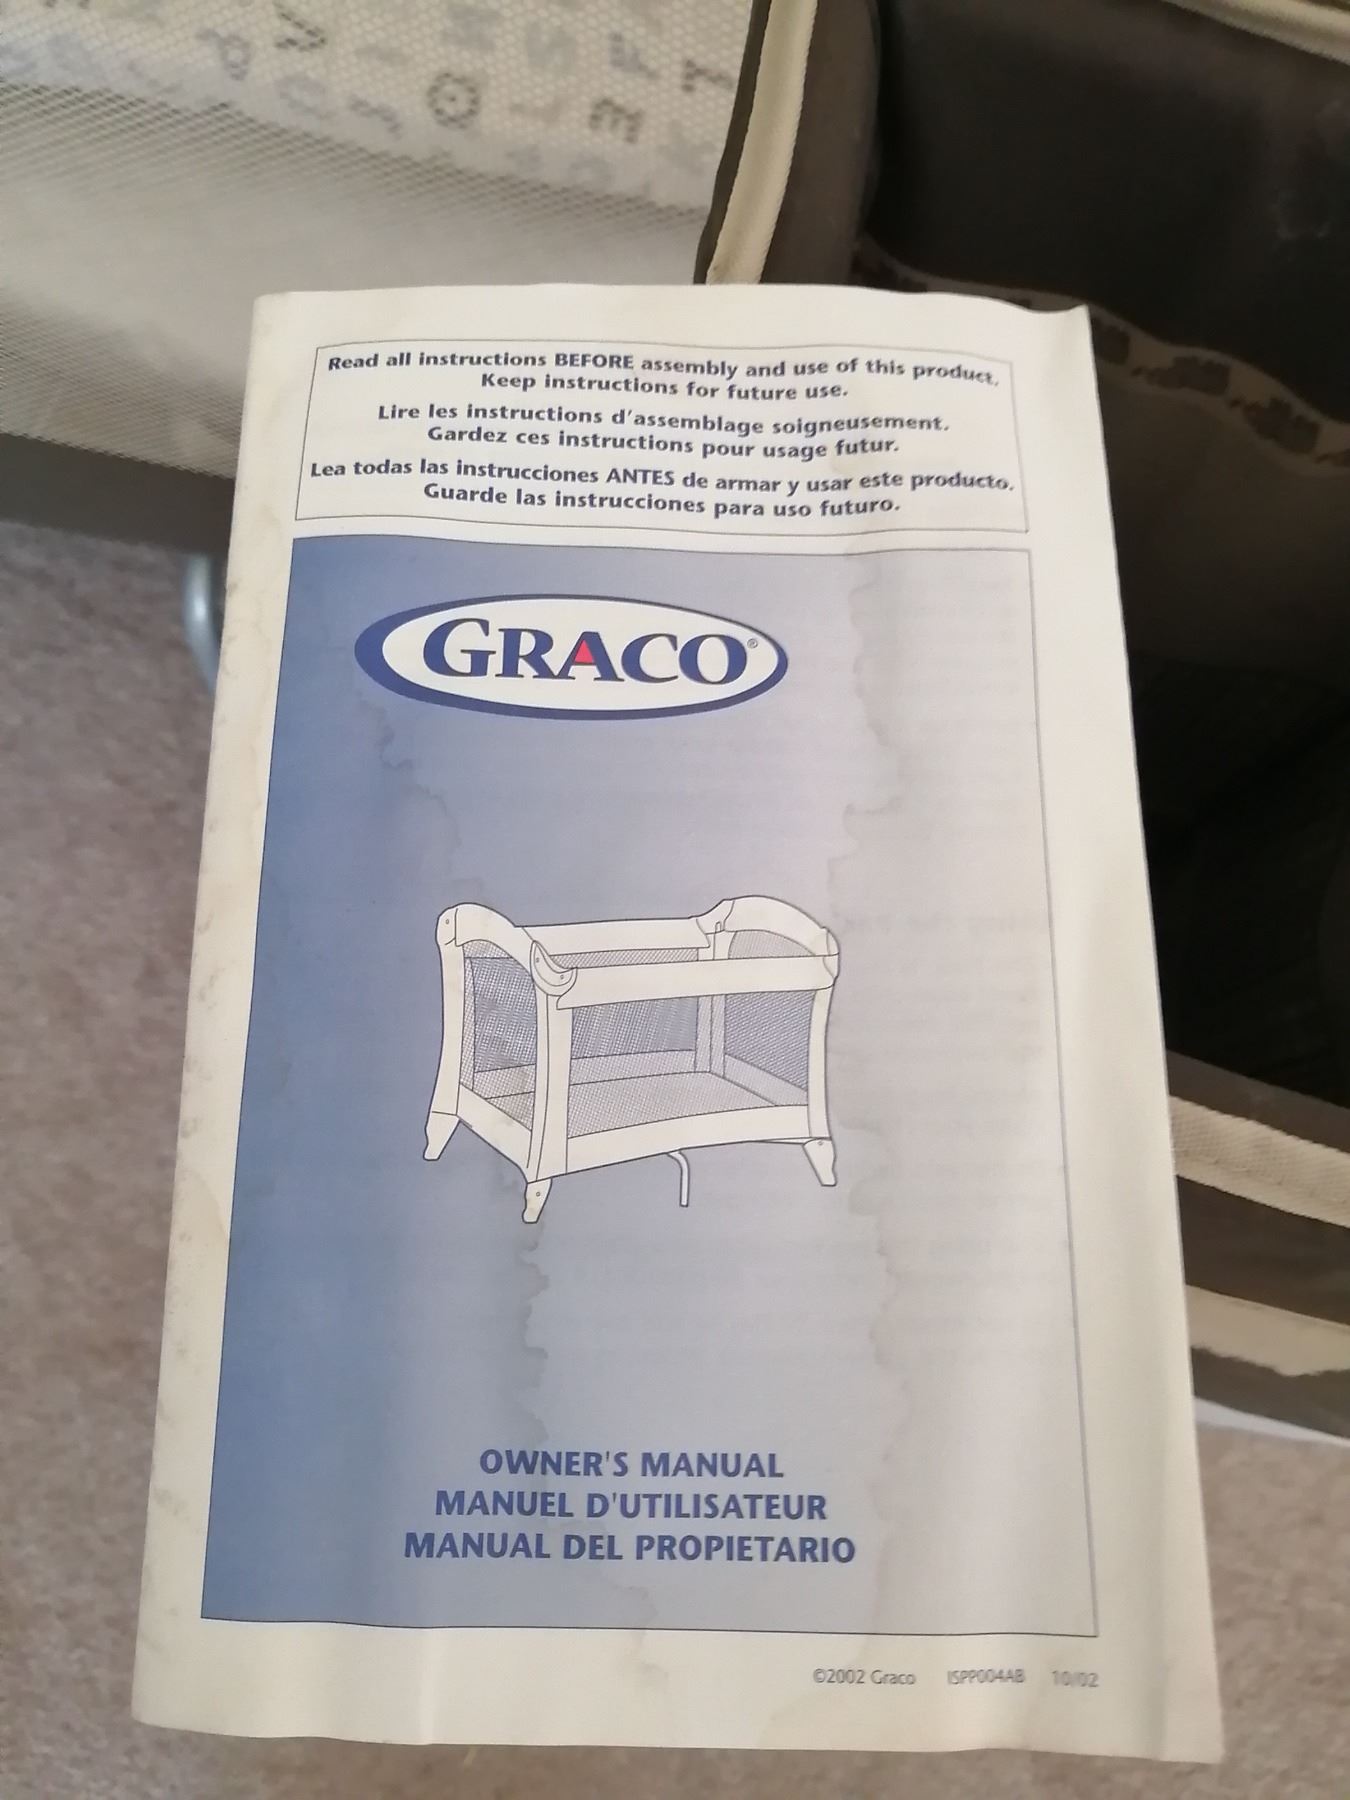 Read all instructions BEFORE assembly and use of this product.
Keep instructions for future use.
Lire les instructions d'assemblage soigneusement.
Gardez ces instructions pour usage futur.
Lea todas las instrucciones ANTES de armar y usar este producto.
Guarde las instrucciones para uso futuro.
GRACO®
OWNER'S MANUAL
MANUEL D'UTILISATEUR
MANUAL DEL PROPIETARIO
©2002 Graco ISPP004AB 10/02